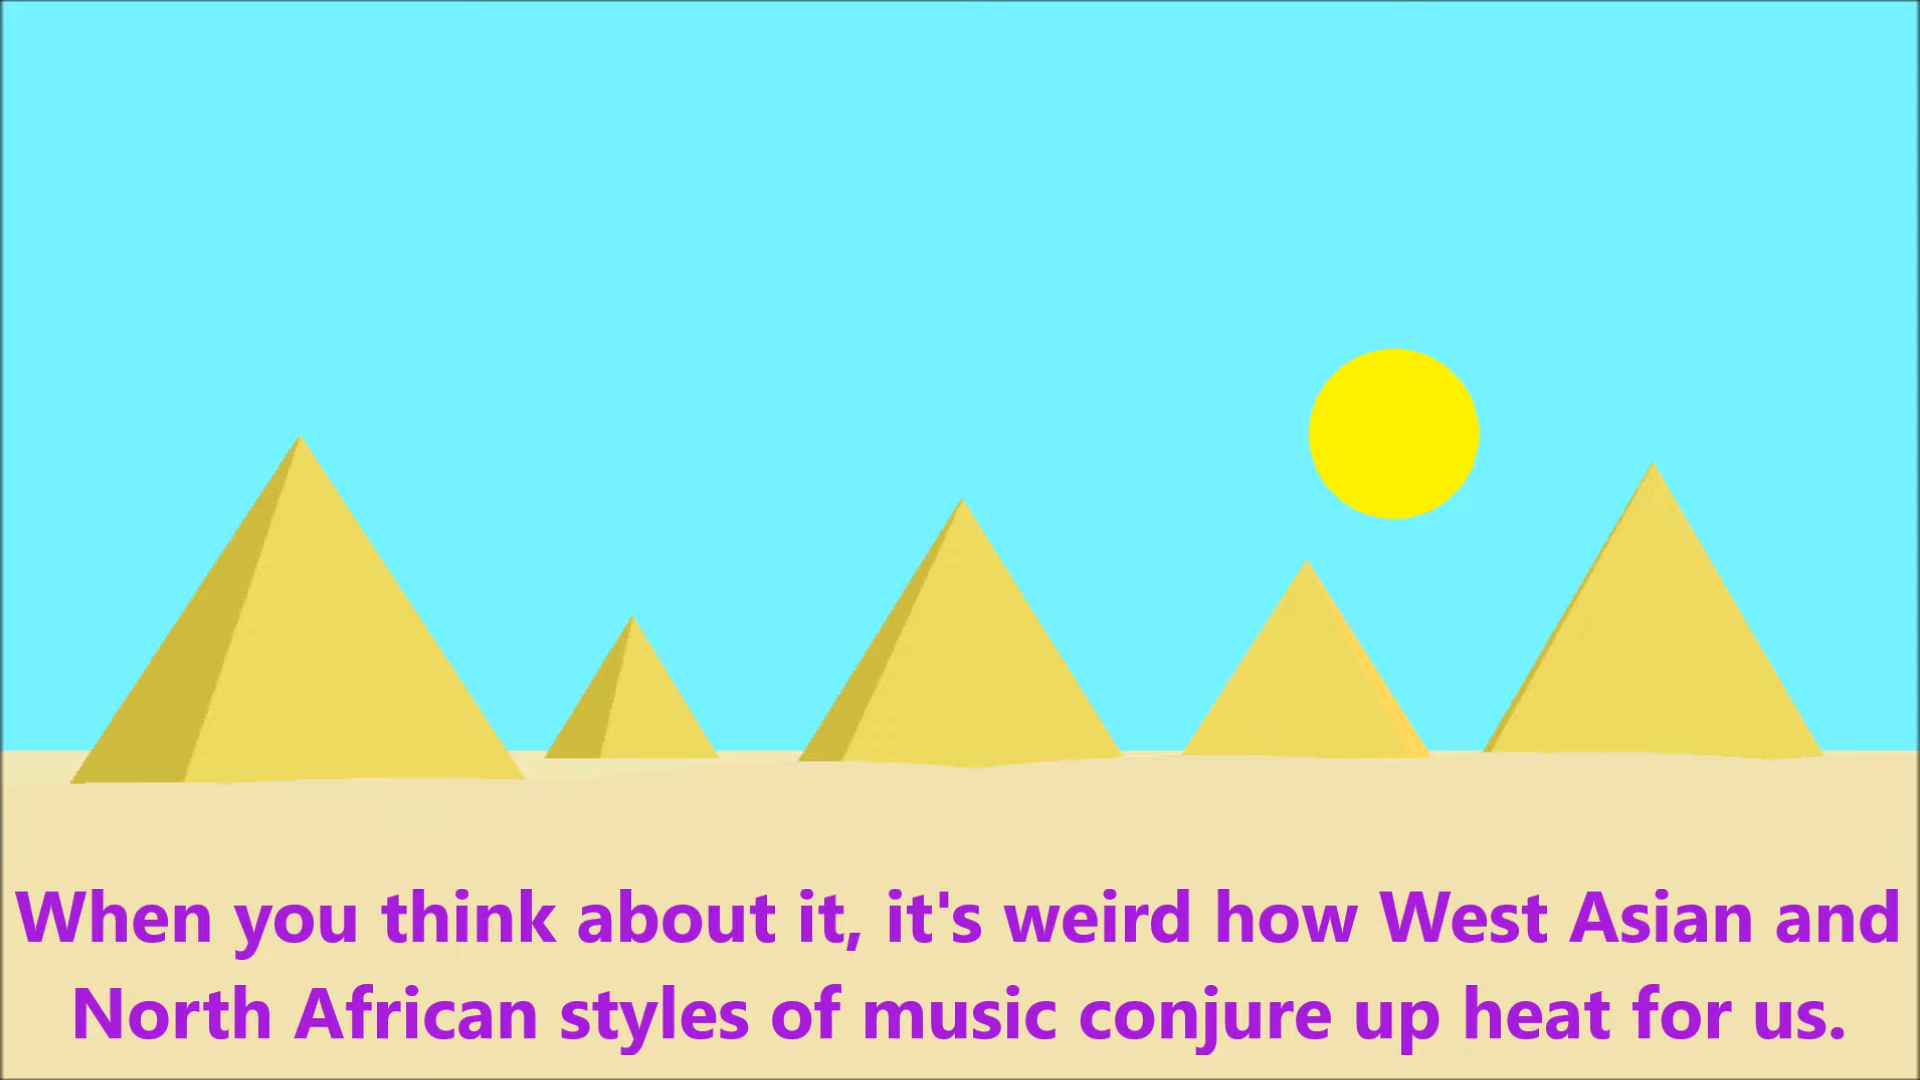 When you think about it, it's weird how West Asian and
North African styles of music conjure up heat for us.